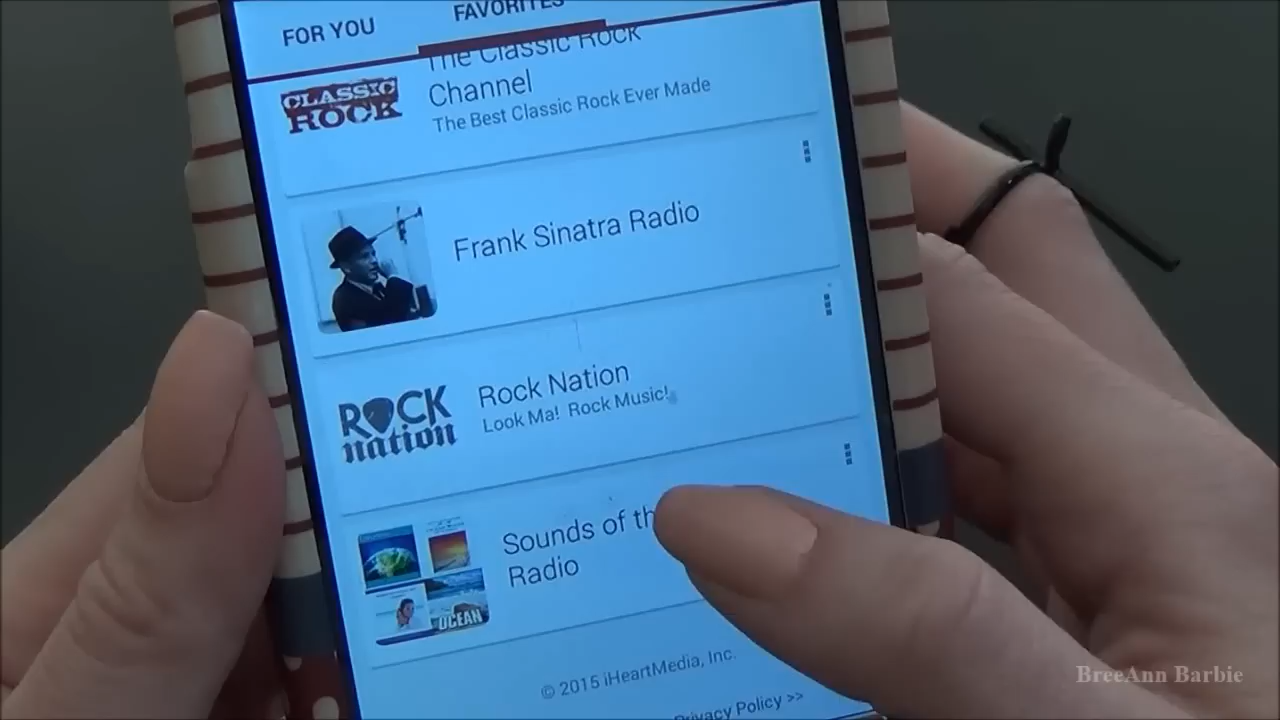 FOR YOU
FAVORITES
The Classic Rock
Channel
The Best Classic Rock Ever Made
CLASSIC
ROCK
Frank Sinatra Radio
Rock Nation
Look Ma! Rock Music!
ROCK
nation
Sounds of th
Radio
OCEAN
© 2015 iHeartMedia, Inc.
Privacy Policy >>
BreeAnn Barbie